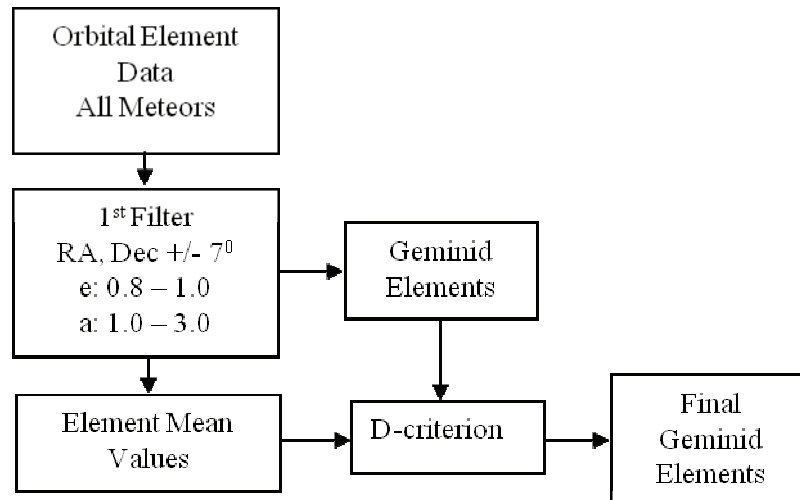 Orbital Element
Data
All Meteors
1st Filter
RA, Dec +/- 7⁰
e: 0.8 – 1.0
a: 1.0 – 3.0
Geminid
Elements
Element Mean
Values
D-criterion
Final
Geminid
Elements